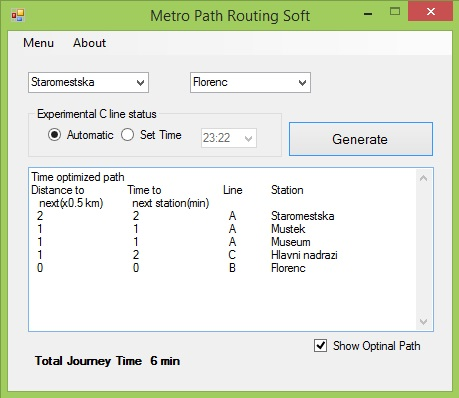 Metro Path Routing Soft
Menu About
Staromestska Florenc
Experimental C line status
Automatic Set Time 23:22
Generate
Time optimized path
Distance to Time to Line Station
next(x0.5 km) next station(min)
2 2 A Staromestska
1 1 A Mustek
1 1 A Museum
1 2 C Hlavni nadrazi
0 0 B Florenc
Show Optinal Path
Total Journey Time 6 min